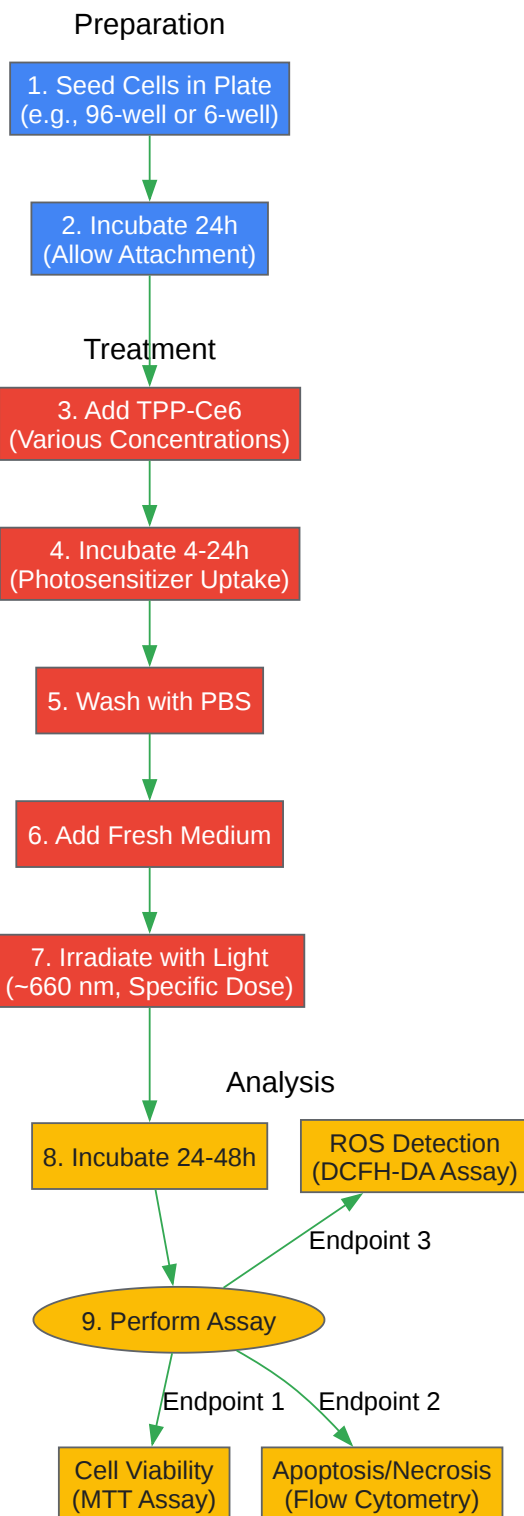 Preparation
1. Seed Cells in Plate
(e.g., 96-well or 6-well)
2. Incubate 24h
(Allow Attachment)
Treatment
3. Add TPP-Ce6
(Various Concentrations)
4. Incubate 4-24h
(Photosensitizer Uptake)
5. Wash with PBS
6. Add Fresh Medium
7. Irradiate with Light
(~660 nm, Specific Dose)
Analysis
8. Incubate 24-48h
ROS Detection
(DCFH-DA Assay)
Endpoint 3
9. Perform Assay
Endpoint 1
Endpoint 2
Cell Viability
(MTT Assay)
Apoptosis/Necrosis
(Flow Cytometry)